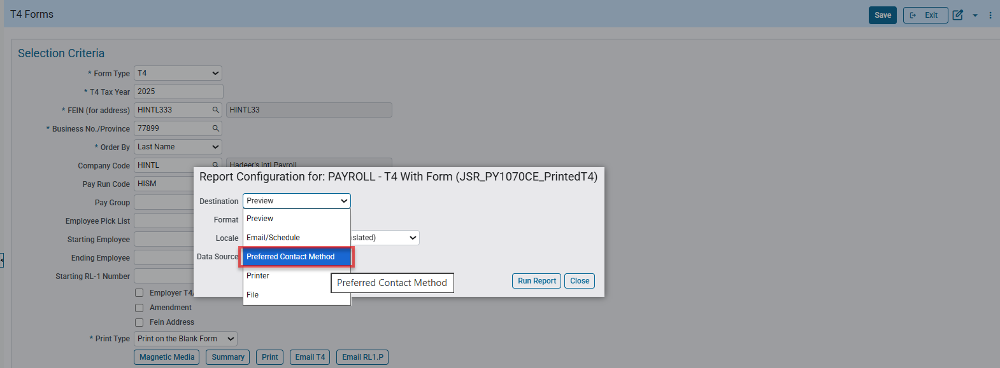 T4 Forms
Save
Exit
Selection Criteria
* Form Type T4
* T4 Tax Year 2025
* FEIN (for address) HINTL333 HINTL33
* Business No./Province 77899
* Order By Last Name
Company Code HINTL Hadeer's intl Payroll
Pay Run Code HISM
Pay Group
Employee Pick List
Starting Employee
Ending Employee
Starting RL-1 Number
Employer T4/
Amendment
Fein Address
* Print Type Print on the Blank Form
Magnetic Media Summary Print Email T4 Email RL1.P
Report Configuration for: PAYROLL - T4 With Form (JSR_PY1070CE_PrintedT4)
Destination Preview
Format
Locale slated)
Data Source
Preview
Email/Schedule
Preferred Contact Method
Printer
File
Preferred Contact Method
Run Report Close